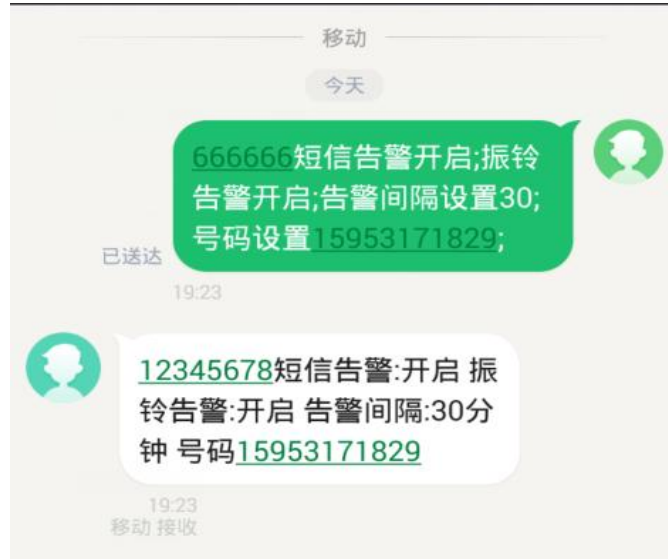 移动
今天
666666短信告警开启;振铃
告警开启;告警间隔设置30;
号码设置15953171829;
已送达
19:23
12345678短信告警:开启 振
铃告警:开启 告警间隔:30分
钟 号码15953171829
19:23
移动 接收